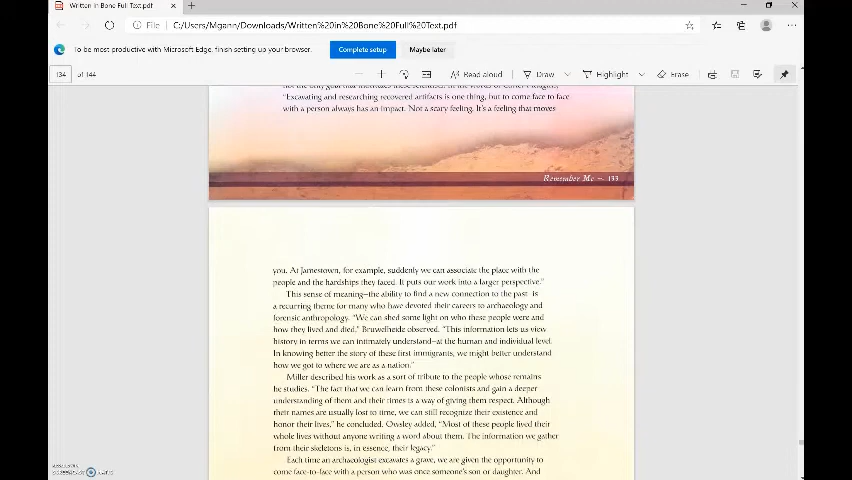 Written in Bone Full Text.pdf
File
C:/Users/Mgann/Downloads/Written%20in%20Bone%20Full%20Text.pdf
To be most productive with Microsoft Edge, finish setting up your browser.
Complete setup
Maybe later
134 of 144
Read aloud
Draw
Highlight
Erase
"Excavating and researching recovered artifacts is one thing, but to come face to face
with a person always has an impact. Not a scary feeling. It's a feeling that moves
Remember Me ~ 133
you. At Jamestown, for example, suddenly we can associate the place with the
people and the hardships they faced. It puts our work into a larger perspective."
This sense of meaning—the ability to find a new connection to the past is
a recurring theme for many who have devoted their careers to archaeology and
forensic anthropology. "We can shed some light on who these people were and
how they lived and died," Bruwelheide observed. "This information lets us view
history in terms we can intimately understand—at the human and individual level.
In knowing better the story of these first immigrants, we might better understand
how we got to where we are as a nation."
Miller described his work as a sort of tribute to the people whose remains
he studies. "The fact that we can learn from these colonists and gain a deeper
understanding of them and their times is a way of giving them respect. Although
their names are usually lost to time, we can still recognize their existence and
honor their lives," he concluded. Owsley added, "Most of these people lived their
whole lives without anyone writing a word about them. The information we gather
from their skeletons is, in essence, their legacy."
Each time an archaeologist excavates a grave, we are given the opportunity to
come face-to-face with a person who was once someone's son or daughter. And